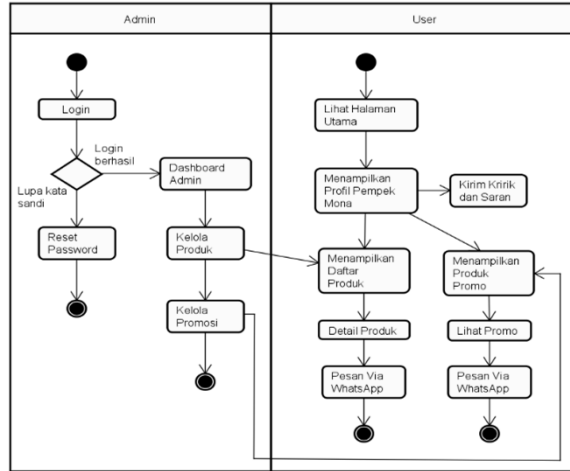 Admin
User
Login
Login
berhasil
Lupa kata
sandi
Dashboard
Admin
Reset
Password
Kelola
Produk
Kelola
Promosi
Lihat Halaman
Utama
Menampilkan
Profil Pempek
Mona
Kirim Kririk
dan Saran
Menampilkan
Daftar
Produk
Menampilkan
Produk
Promo
Detail Produk
Lihat Promo
Pesan Via
WhatsApp
Pesan Via
WhatsApp